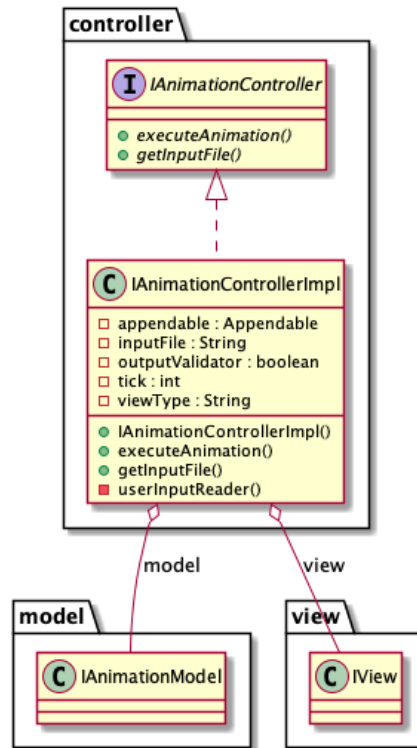 controller
I IAnimationController
executeAnimation()
getInputFile()
C IAnimationControllerImpl
appendable : Appendable
inputFile : String
outputValidator : boolean
tick : int
viewType : String
IAnimationControllerImpl()
executeAnimation()
getInputFile()
userInputReader()
model
view
model
view
C IAnimationModel
C IView